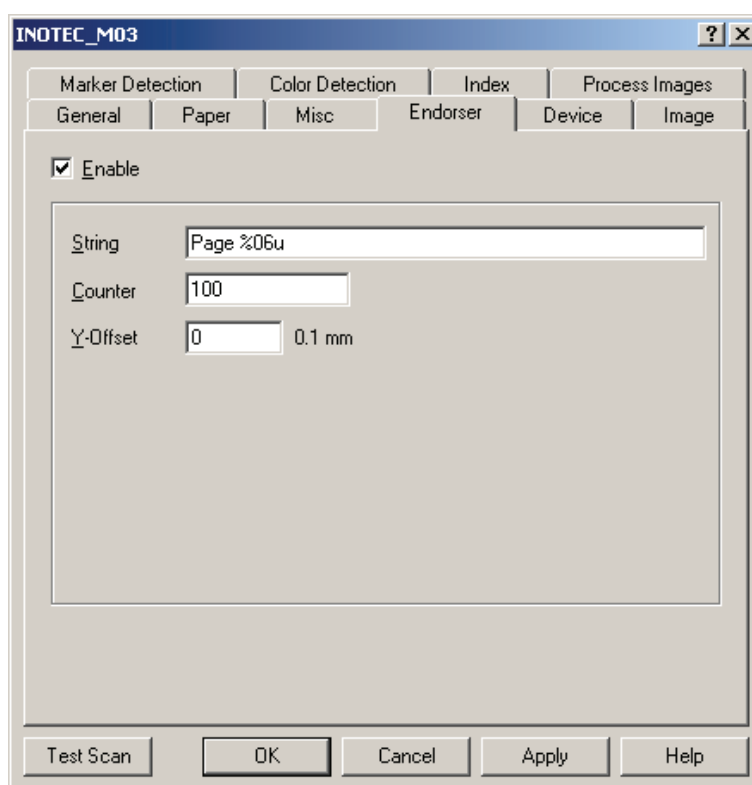 INOTEC_M03
Marker Detection Color Detection Index Process Images
General Paper Misc Endorser Device Image
Enable
String Page %06u
Counter 100
Y-Offset 0 0.1 mm
Test Scan OK Cancel Apply Help